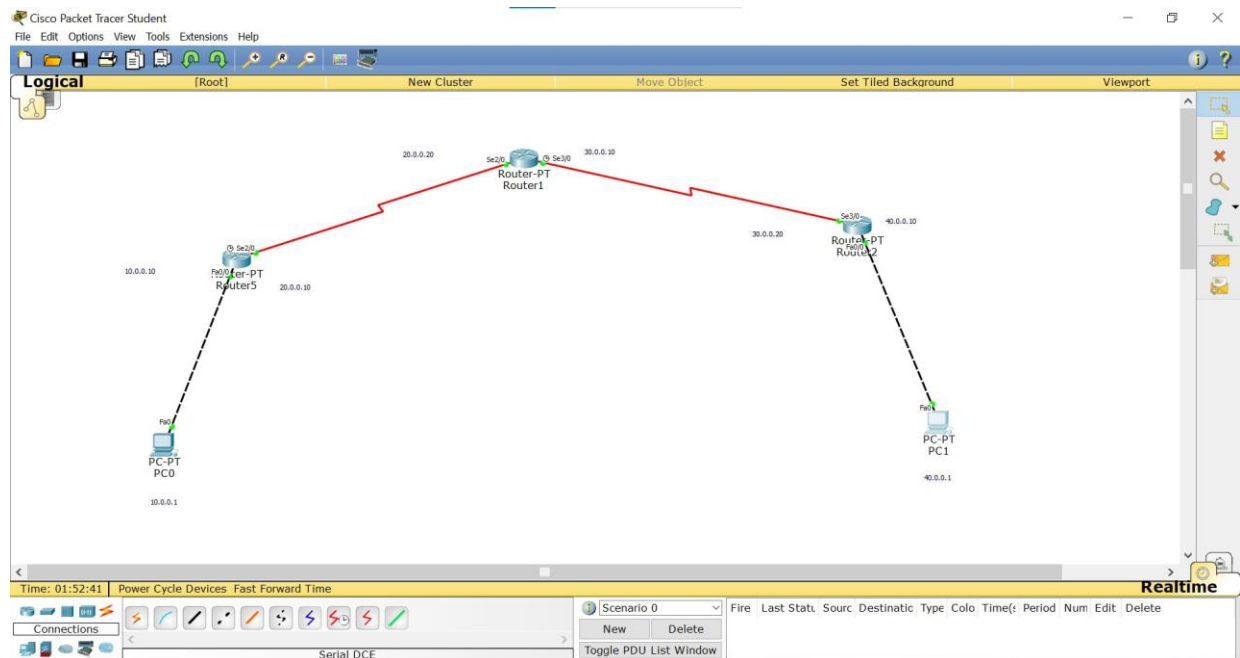 Cisco Packet Tracer Student
File Edit Options View Tools Extensions Help
Logical [Root] New Cluster Move Object Set Tiled Background Viewport
20.0.0.20
Se2/0
Se3/0
30.0.0.10
Router-PT
Router1
Se3/0
40.0.0.10
30.0.0.20
Router-PT
Fa0/0
Router2
Se2/0
10.0.0.10
Fa0/0
Router-PT
Router5
20.0.0.10
Fa0
PC-PT
PC0
10.0.0.1
Fa0
PC-PT
PC1
40.0.0.1
Time: 01:52:41 Power Cycle Devices Fast Forward Time Realtime
Connections
Serial DCE
Scenario 0
New Delete
Toggle PDU List Window
Fire Last Statu Sourc Destinatic Type Colo Time(s Period Num Edit Delete